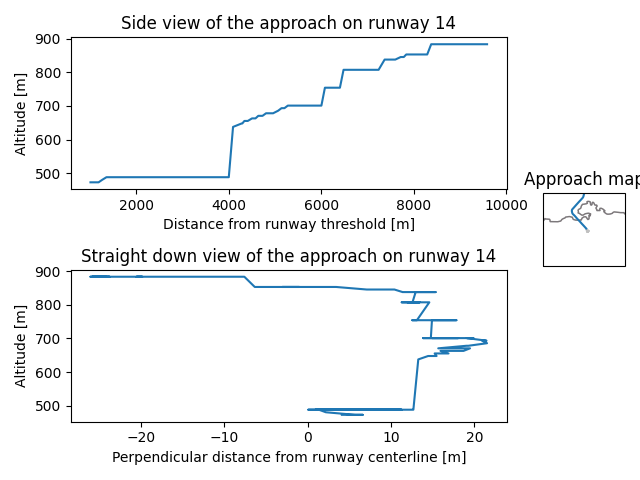 Side view of the approach on runway 14
Altitude [m]
900
800
700
600
500
2000
4000
6000
8000
10000
Distance from runway threshold [m]
Approach map
Straight down view of the approach on runway 14
Altitude [m]
900
800
700
600
500
−20
−10
0
10
20
Perpendicular distance from runway centerline [m]